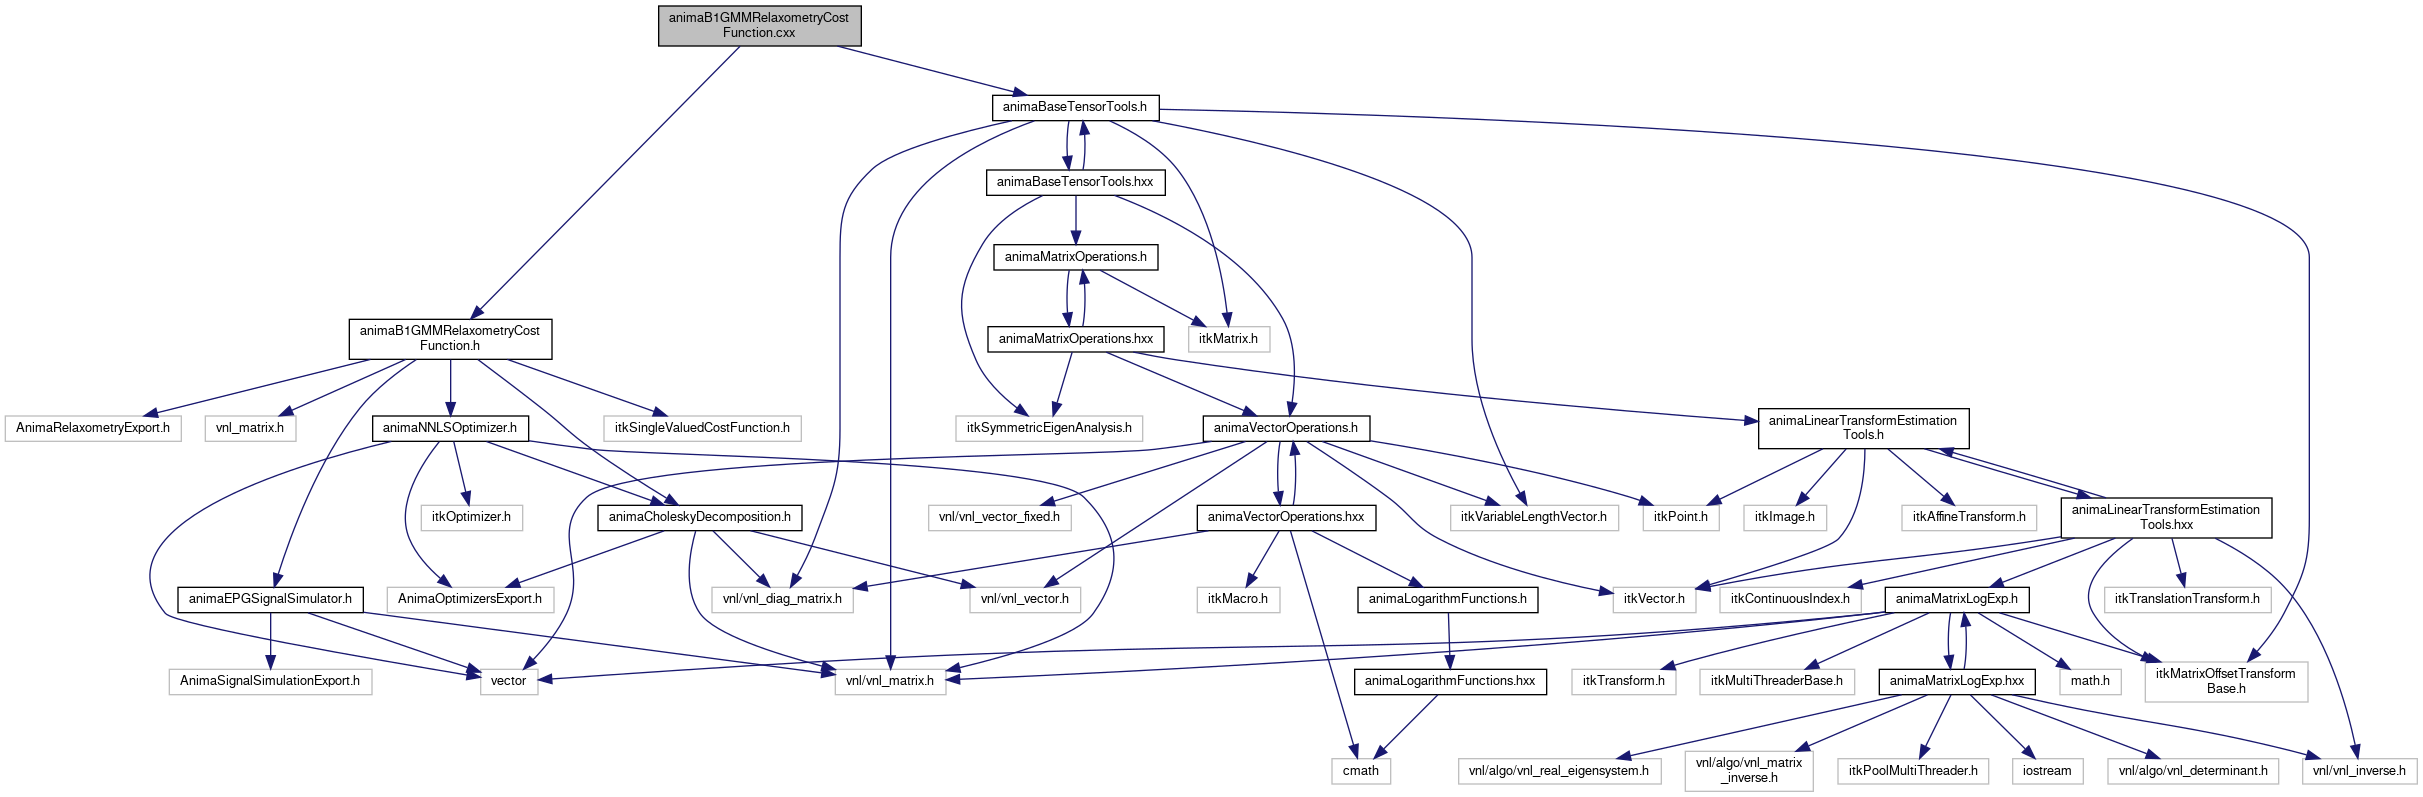 animaB1GMMRelaxometryCost
Function.cxx
animaBaseTensorTools.h
animaBaseTensorTools.hxx
animaMatrixOperations.h
animaB1GMMRelaxometryCost
Function.h
animaMatrixOperations.hxx
itkMatrix.h
AnimaRelaxometryExport.h
vnl_matrix.h
animaNNLSOptimizer.h
itkSingleValuedCostFunction.h
itkSymmetricEigenAnalysis.h
animaVectorOperations.h
animaLinearTransformEstimation
Tools.h
itkOptimizer.h
animaCholeskyDecomposition.h
vnl/vnl_vector_fixed.h
animaVectorOperations.hxx
itkVariableLengthVector.h
itkPoint.h
itkImage.h
itkAffineTransform.h
animaLinearTransformEstimation
Tools.hxx
animaEPGSignalSimulator.h
AnimaOptimizersExport.h
vnl/vnl_diag_matrix.h
vnl/vnl_vector.h
itkMacro.h
animaLogarithmFunctions.h
itkVector.h
itkContinuousIndex.h
animaMatrixLogExp.h
itkTranslationTransform.h
AnimaSignalSimulationExport.h
vector
vnl/vnl_matrix.h
animaLogarithmFunctions.hxx
itkTransform.h
itkMultiThreaderBase.h
animaMatrixLogExp.hxx
math.h
itkMatrixOffsetTransform
Base.h
cmath
vnl/algo/vnl_real_eigensystem.h
vnl/algo/vnl_matrix
_inverse.h
itkPoolMultiThreader.h
iostream
vnl/algo/vnl_determinant.h
vnl/vnl_inverse.h